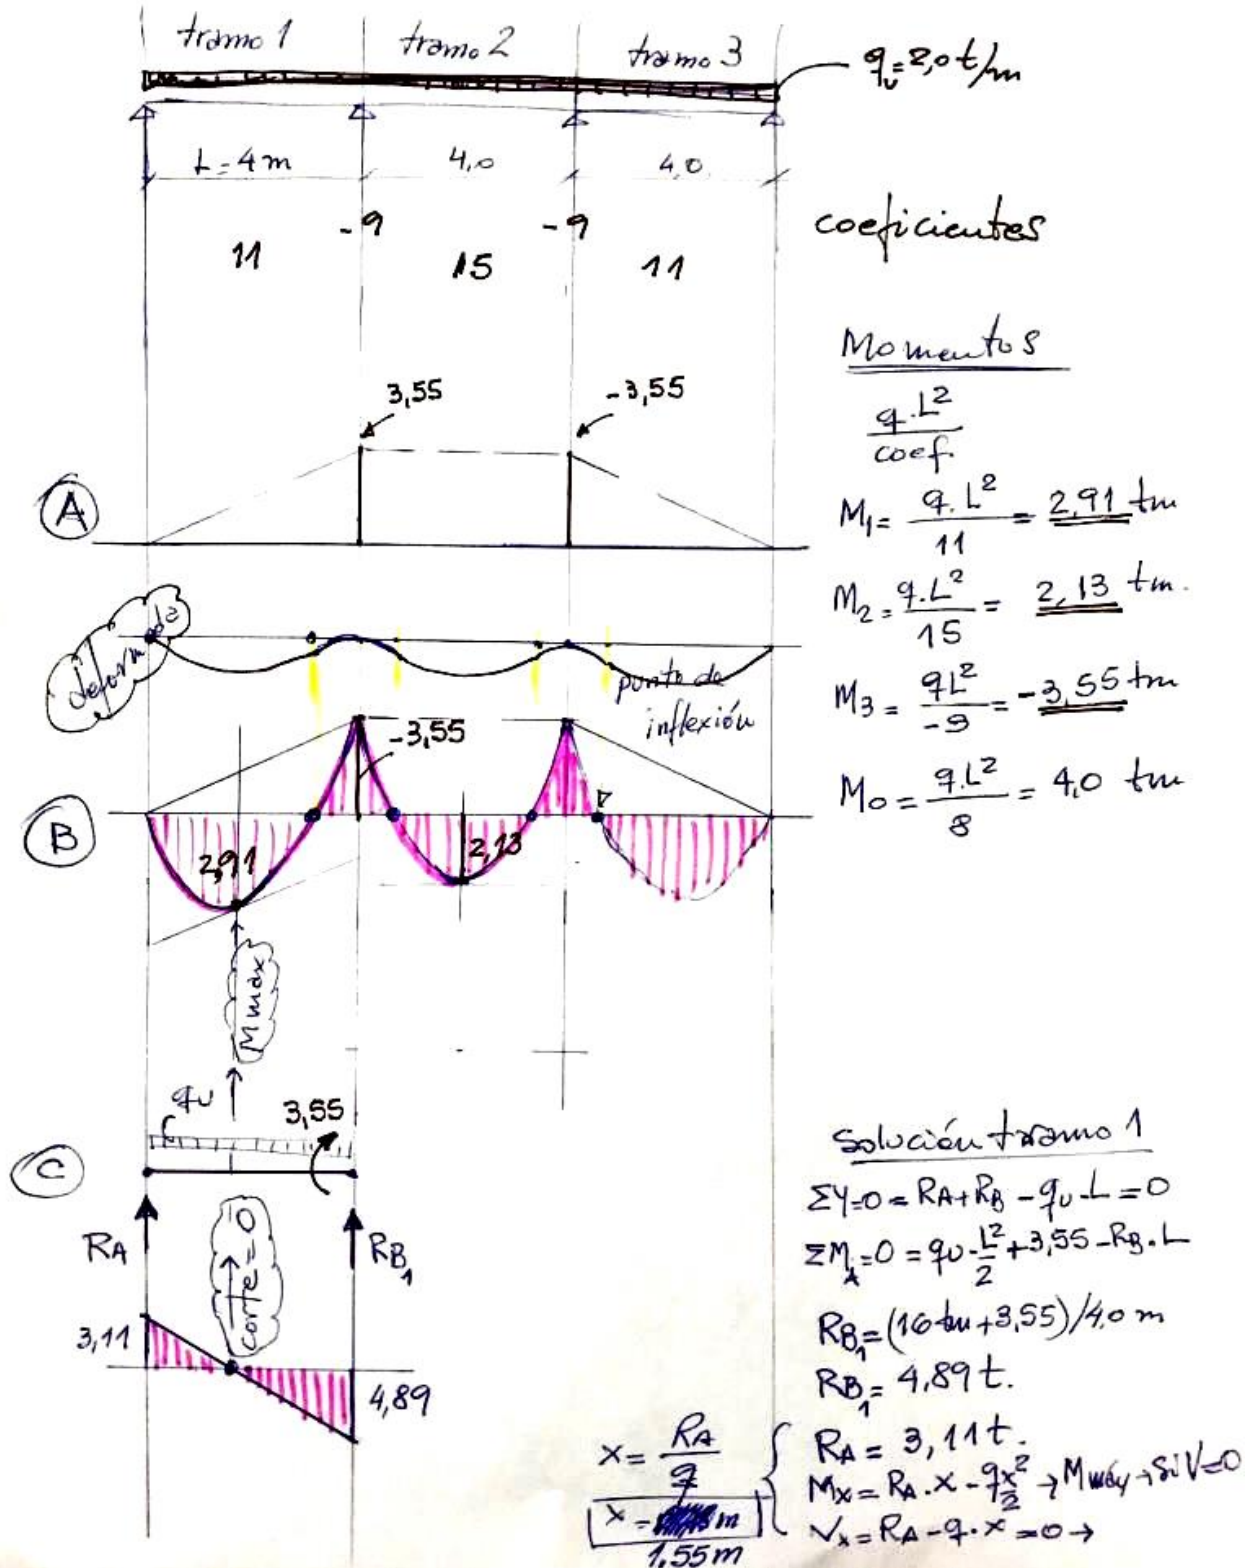 tramo 1 tramo 2 tramo 3
qu=2,0 t/m
L=4m 4,0 4,0
-9 -9
11 15 11
coeficientes
Momentos
q.L²
coef.
3,55 -3,55
A
M1= q.L² / 11 = 2,91 tm
M2= q.L² / 15 = 2,13 tm.
M3= qL² / -9 = -3,55 tm
Mo= q.L² / 8 = 4,0 tm
deformada
punto de
inflexión
-3,55
B
2,91 2,13
M max
qu
3,55
C
RA RB1
corte=0
3,11
4,89
Solución tramo 1
ΣY=0=RA+RB-qu.L=0
ΣMA=0=qu.L²/2+3,55-RB.L
RB1=(16tm+3,55)/4,0 m
RB1= 4,89t.
RA= 3,11t.
x= RA / q
Mx=RA.x-qx²/2→Mmáx→Si V=0
x= m
1,55m
Vx=RA-q.x=0→